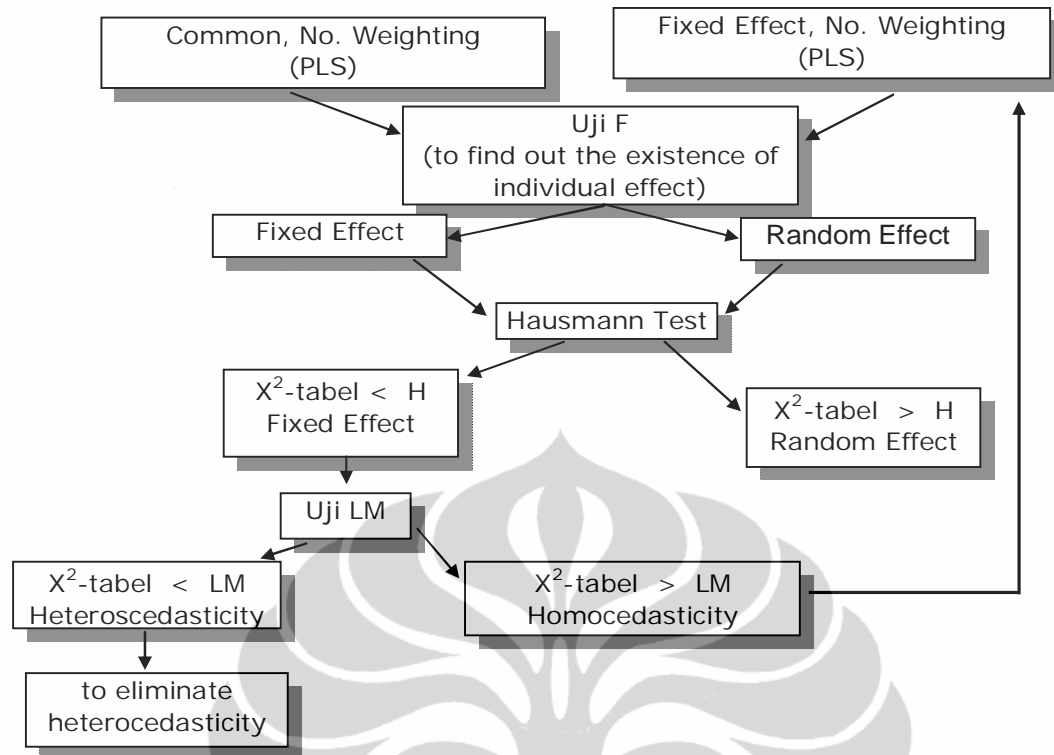 Common, No. Weighting
(PLS)
Fixed Effect, No. Weighting
(PLS)
Uji F
(to find out the existence of
individual effect)
Fixed Effect
Random Effect
Hausmann Test
X²-tabel < H
Fixed Effect
X²-tabel > H
Random Effect
Uji LM
X²-tabel < LM
Heteroscedasticity
X²-tabel > LM
Homocedasticity
to eliminate
heterocedasticity